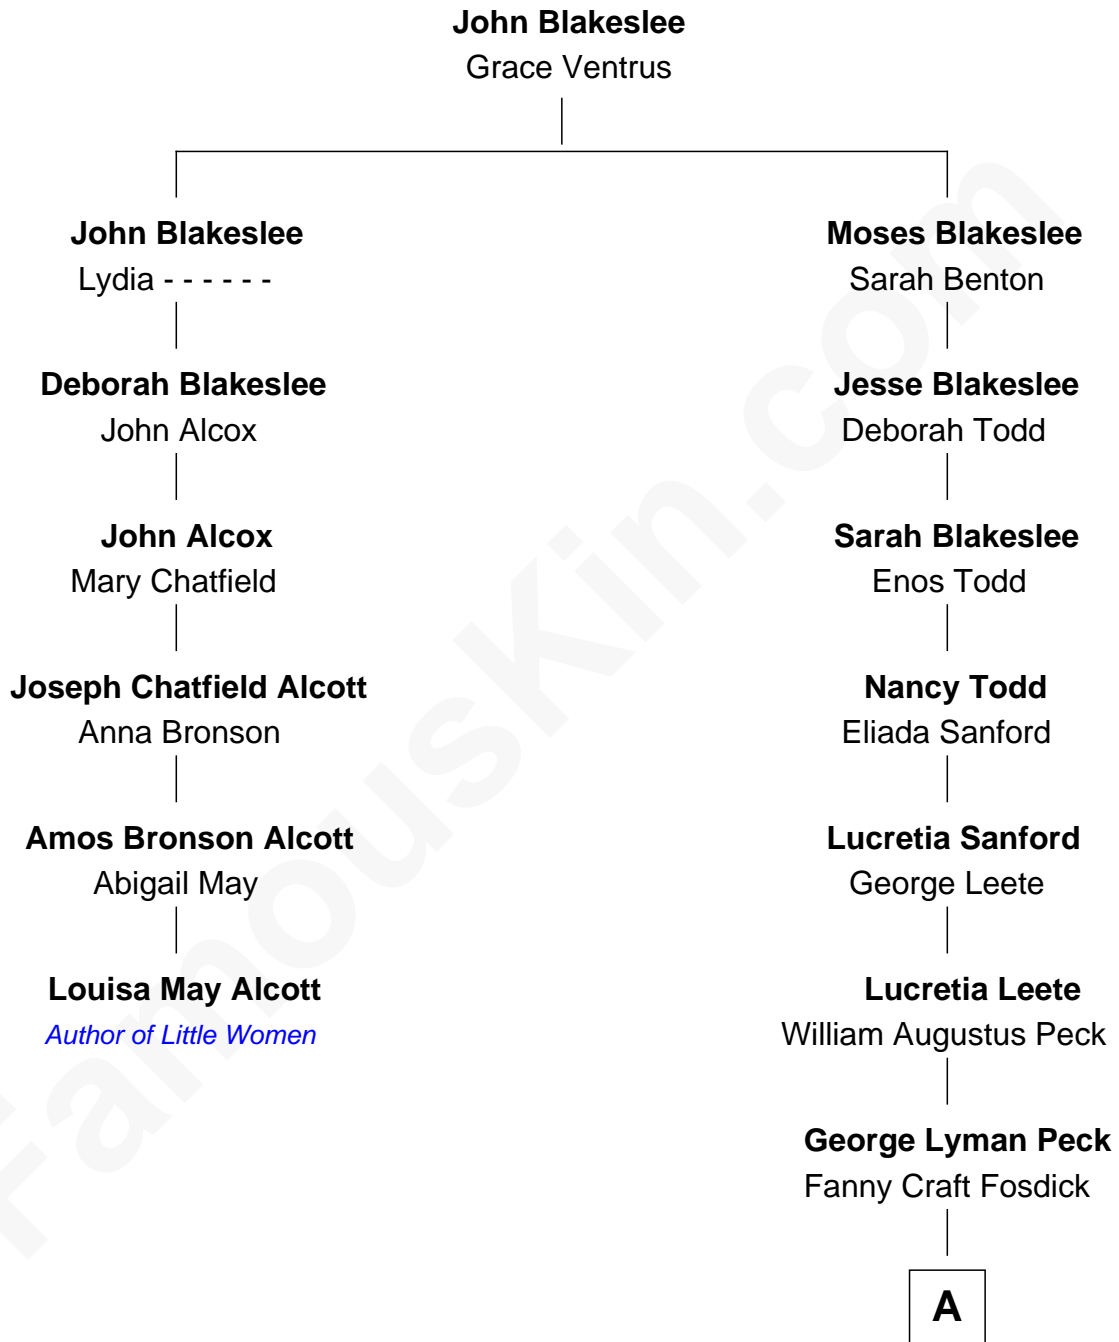 John Blakeslee
Grace Ventrus
John Blakeslee
Lydia - - - - - -
Deborah Blakeslee
John Alcox
John Alcox
Mary Chatfield
Joseph Chatfield Alcott
Anna Bronson
Amos Bronson Alcott
Abigail May
Louisa May Alcott
Author of Little Women
Moses Blakeslee
Sarah Benton
Jesse Blakeslee
Deborah Todd
Sarah Blakeslee
Enos Todd
Nancy Todd
Eliada Sanford
Lucretia Sanford
George Leete
Lucretia Leete
William Augustus Peck
George Lyman Peck
Fanny Craft Fosdick
A
FamousKin.com